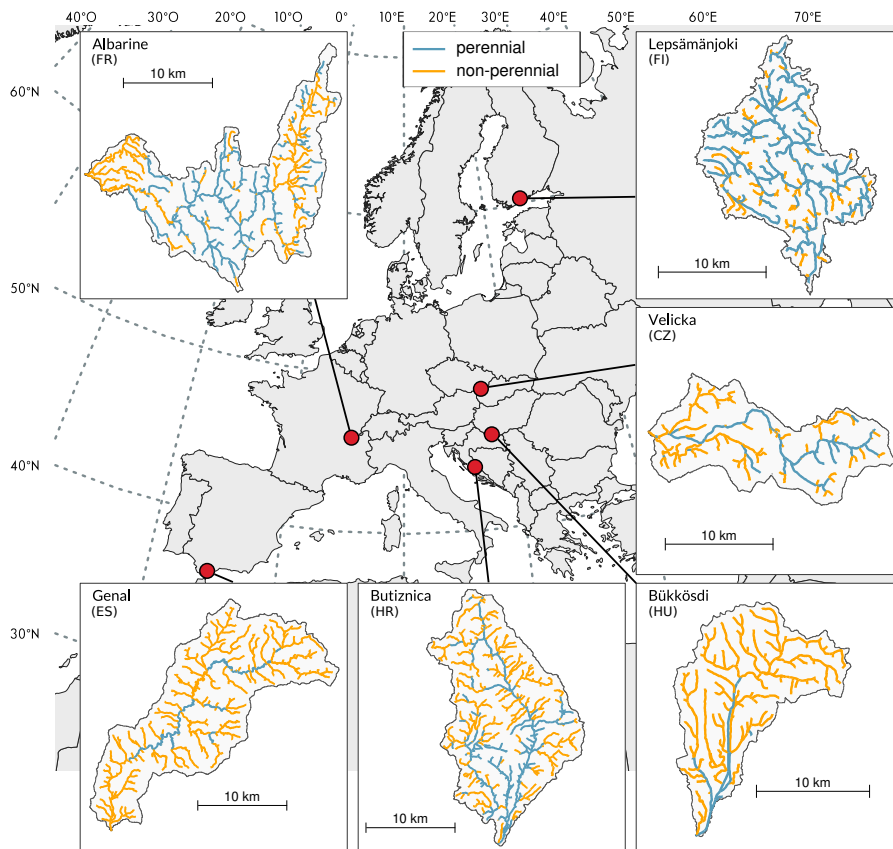 40°O 20°O 0° 10°E 20°E 30°E 40°E 50°E 60°E 70°E
60°N
50°N
40°N
30°N
perennial
non-perennial
Albarine
(FR)
10 km
Lepsämänjoki
(FI)
10 km
Velicka
(CZ)
10 km
Genal
(ES)
10 km
Butiznica
(HR)
10 km
Bükkösdi
(HU)
10 km